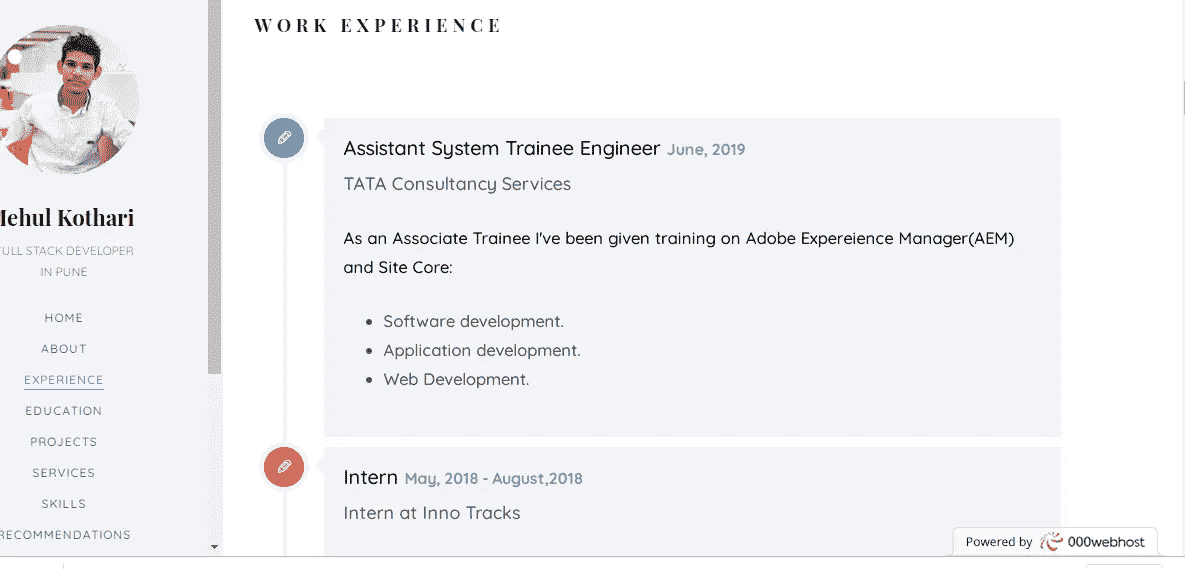 WORK EXPERIENCE
Mehul Kothari
FULL STACK DEVELOPER
IN PUNE
HOME
ABOUT
EXPERIENCE
EDUCATION
PROJECTS
SERVICES
SKILLS
RECOMMENDATIONS
Assistant System Trainee Engineer June, 2019
TATA Consultancy Services
As an Associate Trainee I've been given training on Adobe Expereience Manager(AEM)
and Site Core:
Software development.
Application development.
Web Development.
Intern May, 2018 - August,2018
Intern at Inno Tracks
Powered by 000webhost